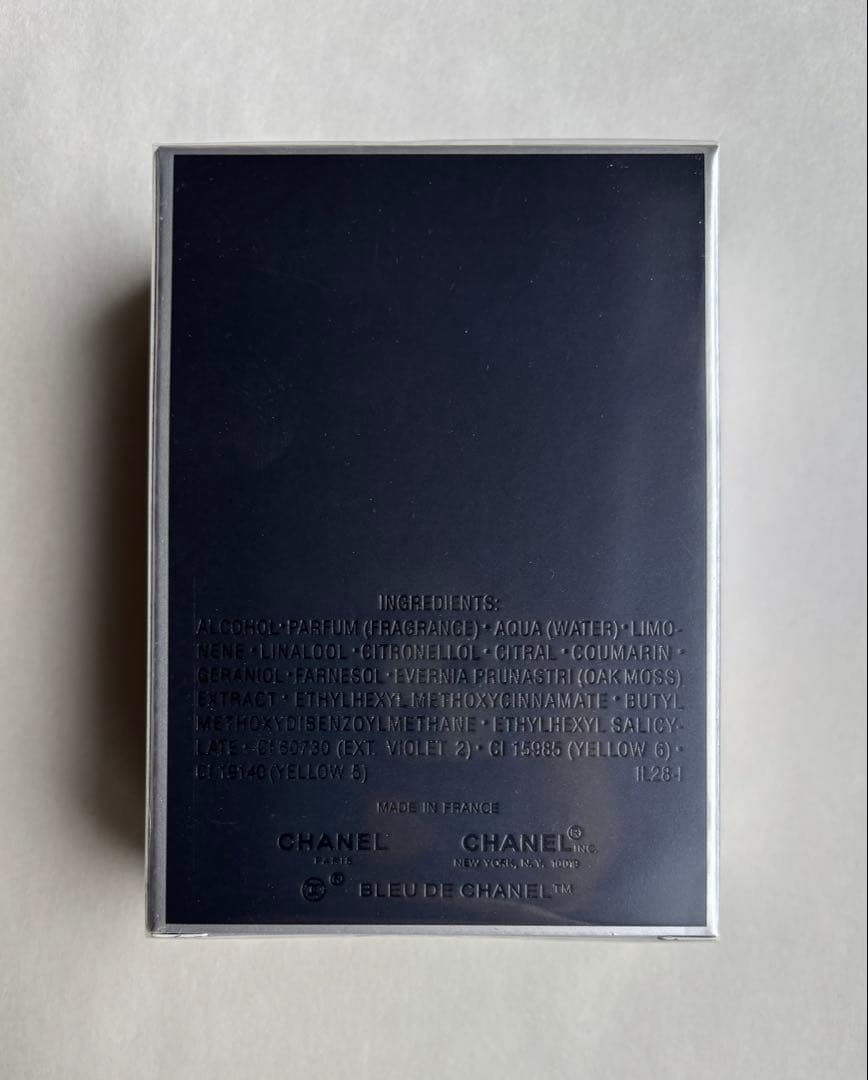 INGREDIENTS:
ALCOHOL • PARFUM (FRAGRANCE) • AQUA (WATER) • LIMO-
NENE • LINALOOL • CITRONELLOL • CITRAL • COUMARIN •
GERANIOL • FARNESOL • EVERNIA PRUNASTRI (OAK MOSS)
EXTRACT • ETHYLHEXYL METHOXYCINNAMATE • BUTYL
METHOXYDIBENZOYLMETHANE • ETHYLHEXYL SALICY-
LATE • CI 60730 (EXT. VIOLET 2) • CI 15985 (YELLOW 6) •
CI 19140 (YELLOW 5) IL28-I
MADE IN FRANCE
CHANEL CHANEL® INC.
PARIS NEW YORK, N.Y. 10019
® BLEU DE CHANEL™